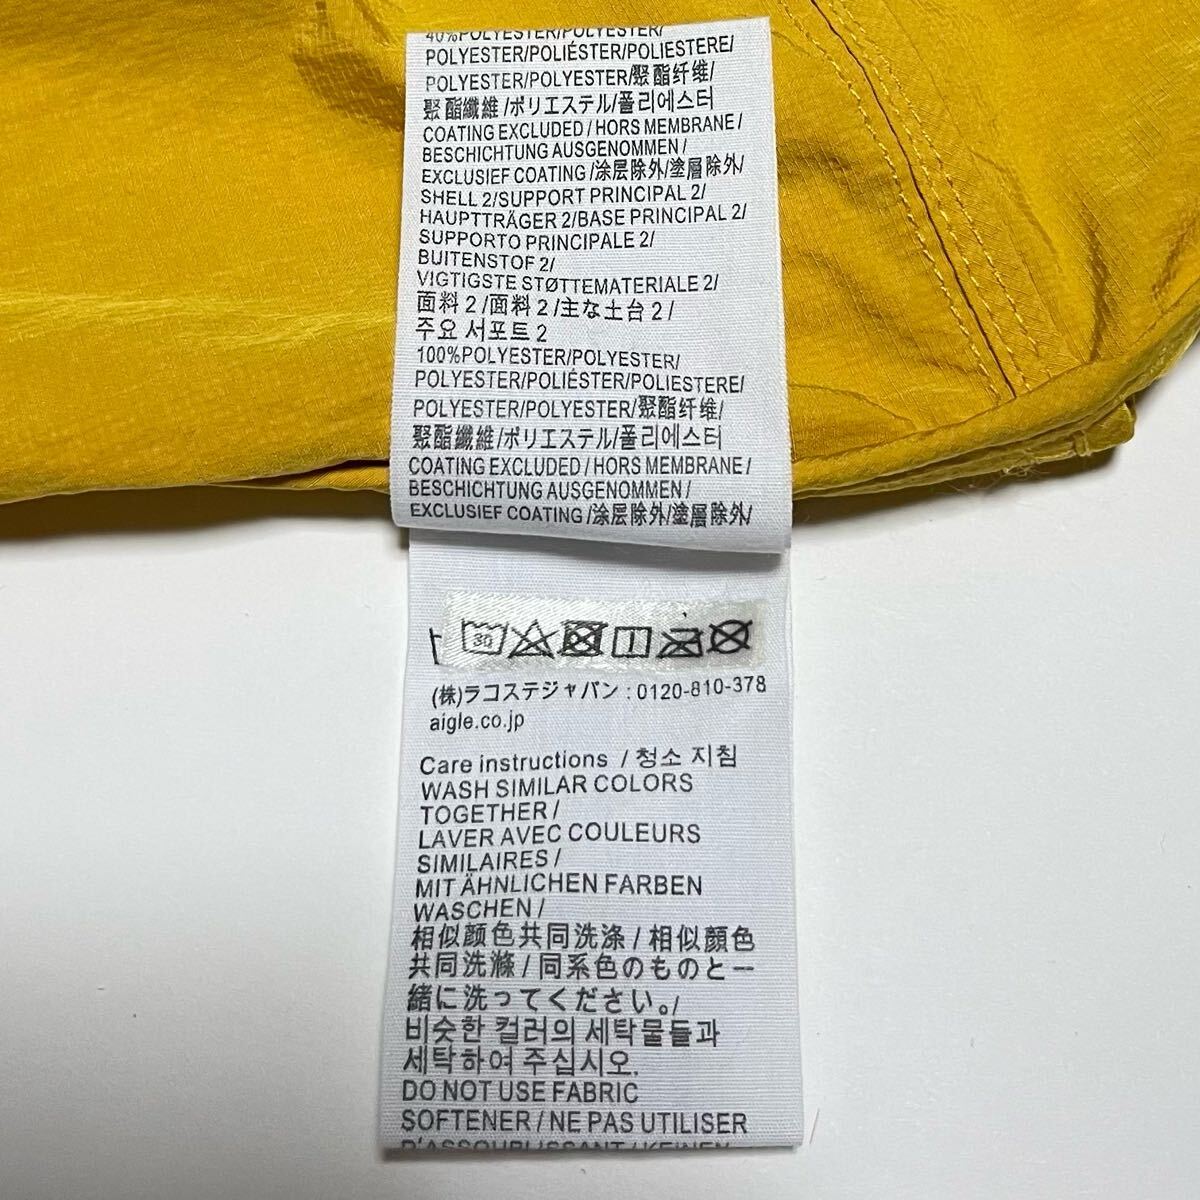 40%POLYESTER/POLYESTER/
POLYESTER/POLIÉSTER/POLIESTERE/
POLYESTER/POLYESTER/聚酯纤维/
聚酯纖維/ポリエステル/폴리에스터
COATING EXCLUDED/HORS MEMBRANE/
BESCHICHTUNG AUSGENOMMEN/
EXCLUSIEF COATING/涂层除外/塗層除外/
SHELL 2/SUPPORT PRINCIPAL 2/
HAUPTTRÄGER 2/BASE PRINCIPAL 2/
SUPPORTO PRINCIPALE 2/
BUITENSTOF 2/
VIGTIGSTE STØTTEMATERIALE 2/
面料 2/面料 2/主な土台 2/
주요 서포트 2
100%POLYESTER/POLYESTER/
POLYESTER/POLIÉSTER/POLIESTERE/
POLYESTER/POLYESTER/聚酯纤维/
聚酯纖維/ポリエステル/폴리에스터
COATING EXCLUDED/HORS MEMBRANE/
BESCHICHTUNG AUSGENOMMEN/
EXCLUSIEF COATING/涂层除外/塗層除外/
30
(株)ラコステジャパン:0120-810-378
aigle.co.jp
Care instructions / 청소 지침
WASH SIMILAR COLORS
TOGETHER/
LAVER AVEC COULEURS
SIMILAIRES/
MIT ÄHNLICHEN FARBEN
WASCHEN/
相似颜色共同洗涤/相似顏色
共同洗滌/同系色のものと一
緒に洗ってください。/
비슷한 컬러의 세탁물들과
세탁하여 주십시오.
DO NOT USE FABRIC
SOFTENER/NE PAS UTILISER
D'ASSOUPLISSANT/KEINEN